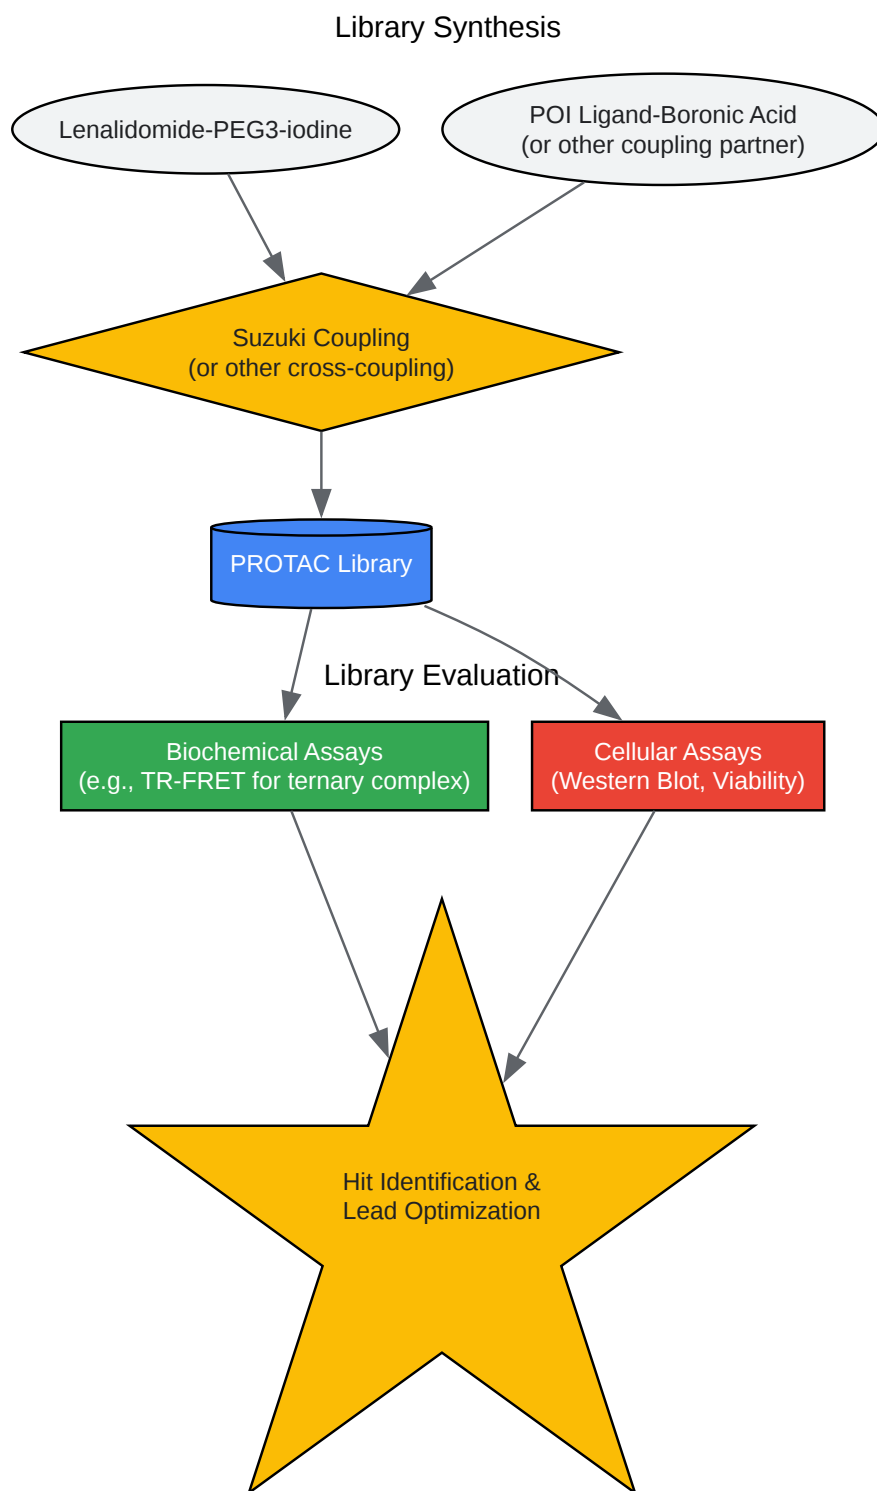 Library Synthesis
Lenalidomide-PEG3-iodine
POI Ligand-Boronic Acid
(or other coupling partner)
Suzuki Coupling
(or other cross-coupling)
PROTAC Library
Library Evaluation
Biochemical Assays
(e.g., TR-FRET for ternary complex)
Cellular Assays
(Western Blot, Viability)
Hit Identification &
Lead Optimization